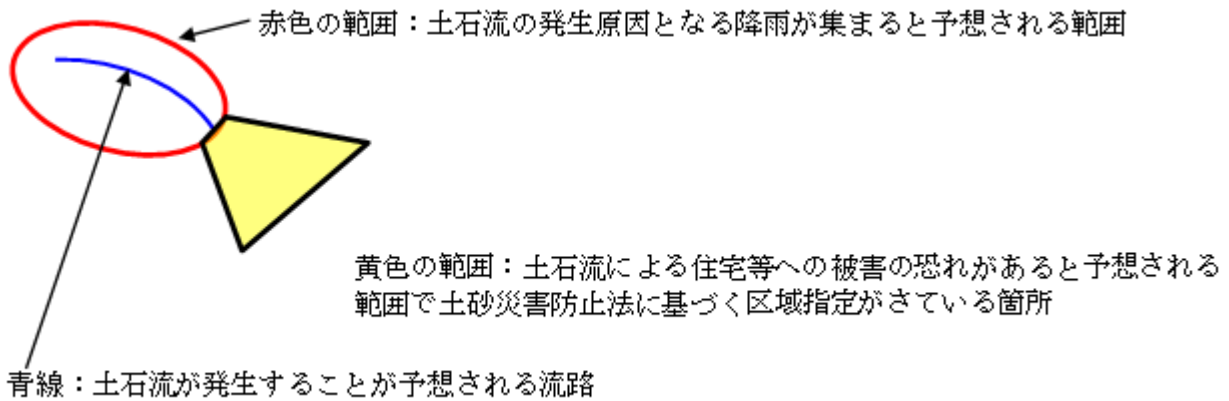 赤色の範囲：土石流の発生原因となる降雨が集まると予想される範囲
黄色の範囲：土石流による住宅等への被害の恐れがあると予想される
範囲で土砂災害防止法に基づく区域指定がさている箇所
青線：土石流が発生することが予想される流路